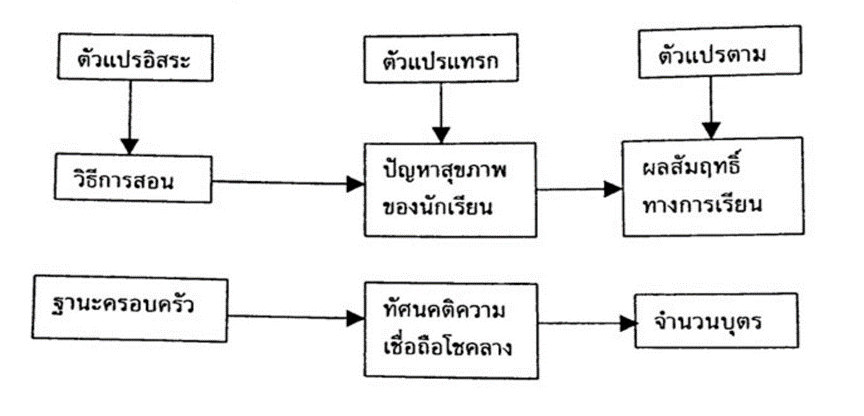 ตัวแปรอิสระ
ตัวแปรแทรก
ตัวแปรตาม
วิธีการสอน
ปัญหาสุขภาพ
ของนักเรียน
ผลสัมฤทธิ์
ทางการเรียน
ฐานะครอบครัว
ทัศนคติความ
เชื่อถือโชคลาง
จำนวนบุตร